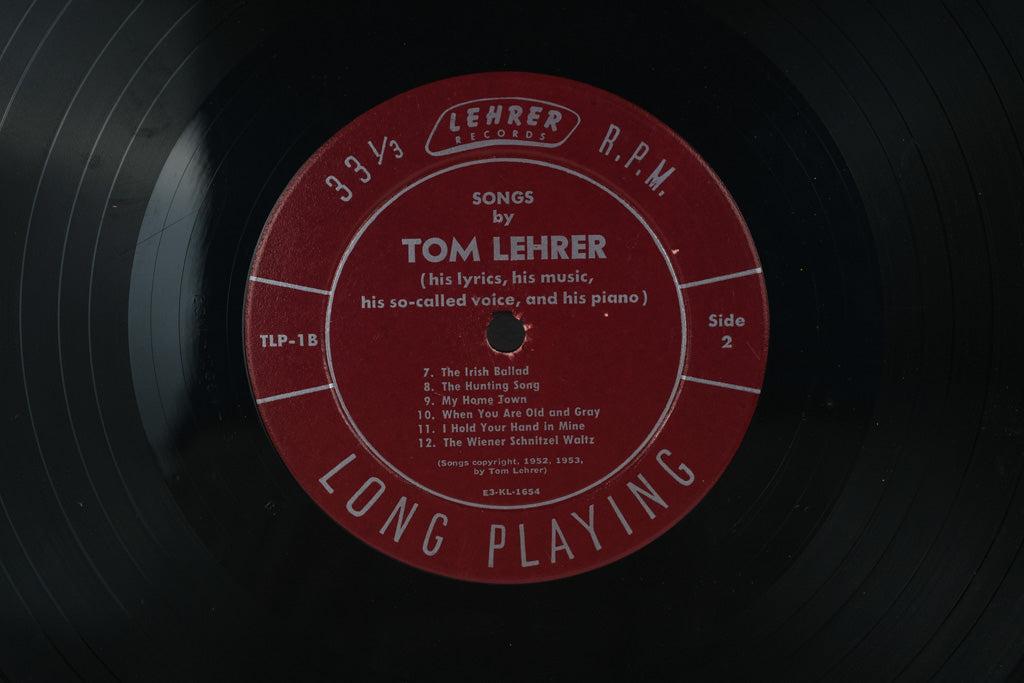 LEHRER
RECORDS
33⅓ R.P.M.
SONGS
by
TOM LEHRER
(his lyrics, his music,
his so-called voice, and his piano)
TLP-1B
Side
2
7. The Irish Ballad
8. The Hunting Song
9. My Home Town
10. When You Are Old and Gray
11. I Hold Your Hand in Mine
12. The Wiener Schnitzel Waltz
(Songs copyright, 1952, 1953,
by Tom Lehrer)
E3-KL-1654
LONG PLAYING